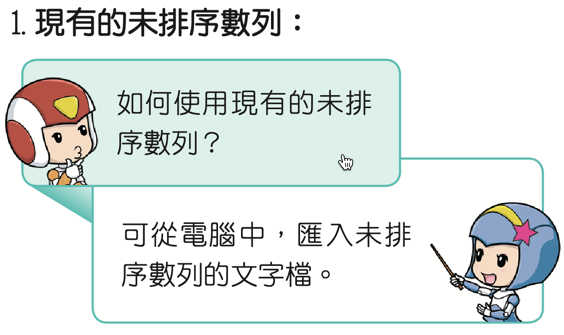 1. 現有的未排序數列：
如何使用現有的未排
序數列？
可從電腦中，匯入未排
序數列的文字檔。